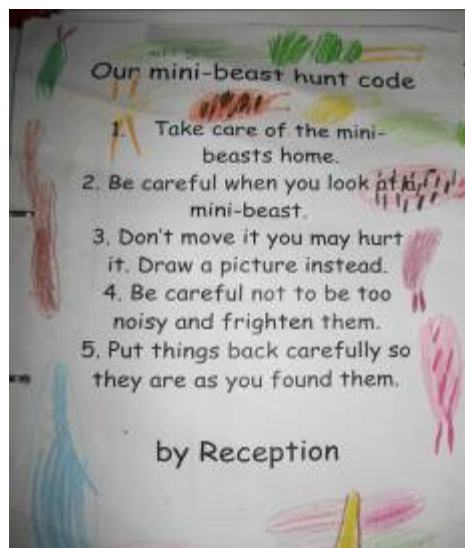 Our mini-beast hunt code
1. Take care of the mini-
beasts home.
2. Be careful when you look at
mini-beast.
3. Don't move it you may hurt
it. Draw a picture instead.
4. Be careful not to be too
noisy and frighten them.
5. Put things back carefully so
they are as you found them.
by Reception